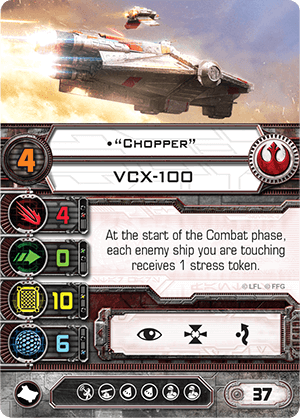 •"Chopper"
4
VCX-100
4
At the start of the Combat phase,
each enemy ship you are touching
receives 1 stress token.
0
©LFL ©FFG
10
6
37